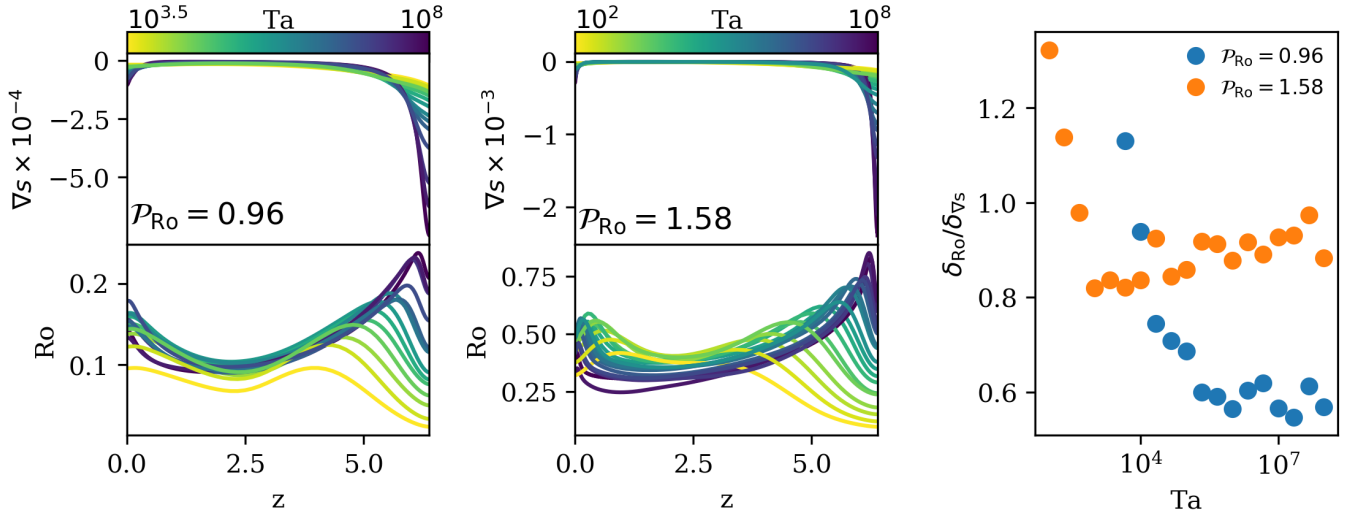 10^3.5 Ta 10^8
0
−2.5
−5.0
∇s × 10^−4
𝒫_Ro = 0.96
0.2
0.1
Ro
0.0 2.5 5.0
z
10^2 Ta 10^8
0
−1
−2
∇s × 10^−3
𝒫_Ro = 1.58
0.75
0.50
0.25
Ro
0.0 2.5 5.0
z
𝒫_Ro = 0.96
𝒫_Ro = 1.58
1.2
1.0
0.8
0.6
δ_Ro/δ_∇s
10^4 10^7
Ta